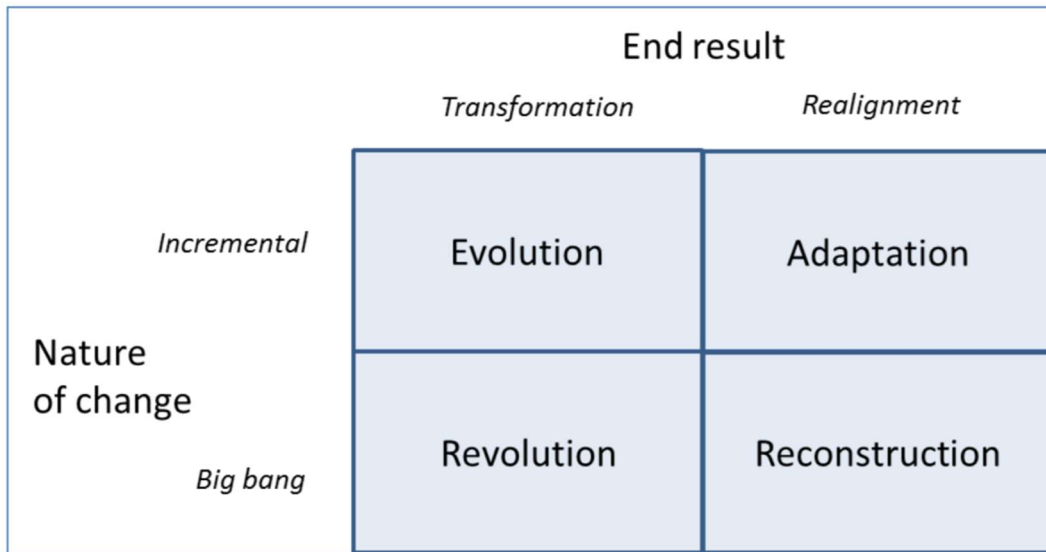 End result
Transformation
Realignment
Incremental
Evolution
Adaptation
Nature
of change
Revolution
Reconstruction
Big bang